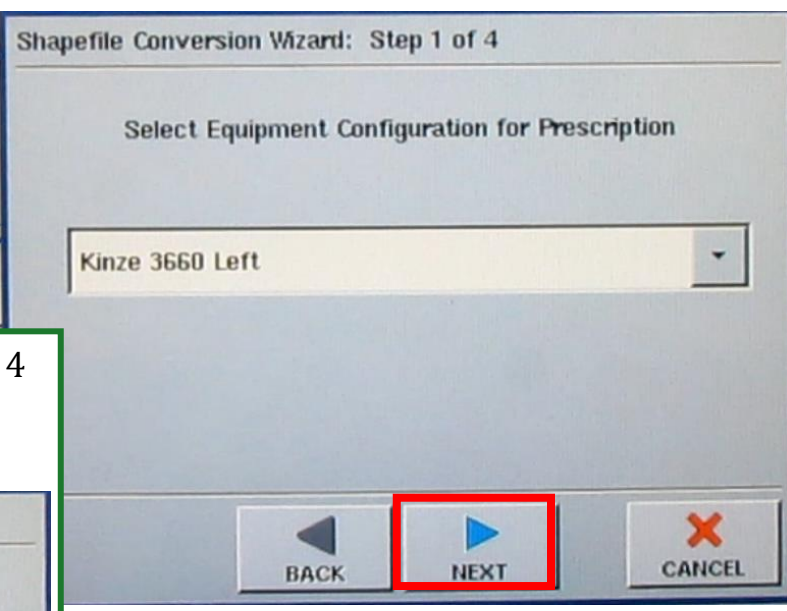 Shapefile Conversion Wizard: Step 1 of 4
Select Equipment Configuration for Prescription
Kinze 3660 Left
4
BACK
NEXT
CANCEL